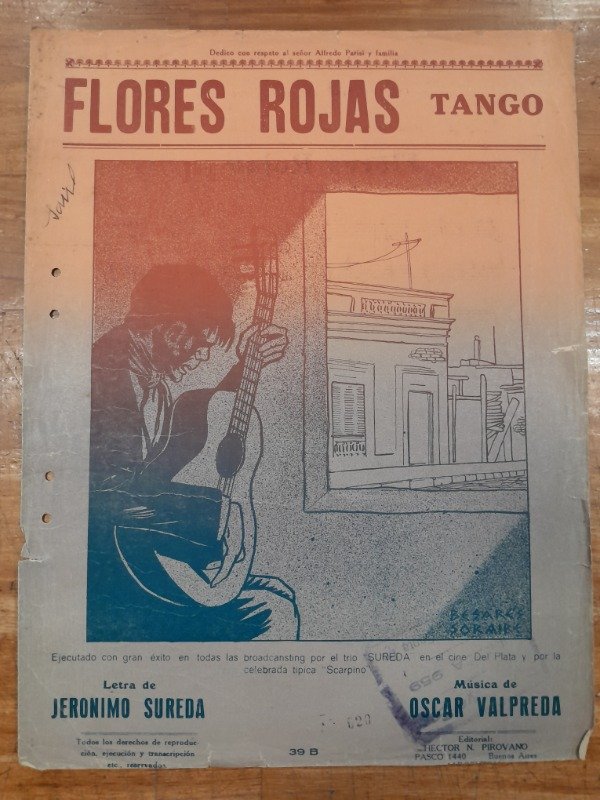 Dedico con respeto al señor Alfredo Parisi y familia
FLORES ROJAS TANGO
Ejecutado con gran éxito en todas las broadcansting por el trio "SUREDA en el cine Del Plata y por la
celebrada tipica "Scarpino"
Letra de
JERONIMO SUREDA
Música de
OSCAR VALPREDA
Todos los derechos de reproduc-
ción, ejecución y transcripción
etc., reservados
39 B
Editorial:
HECTOR N. PIROVANO
PASCO 1440 Buenos Aires